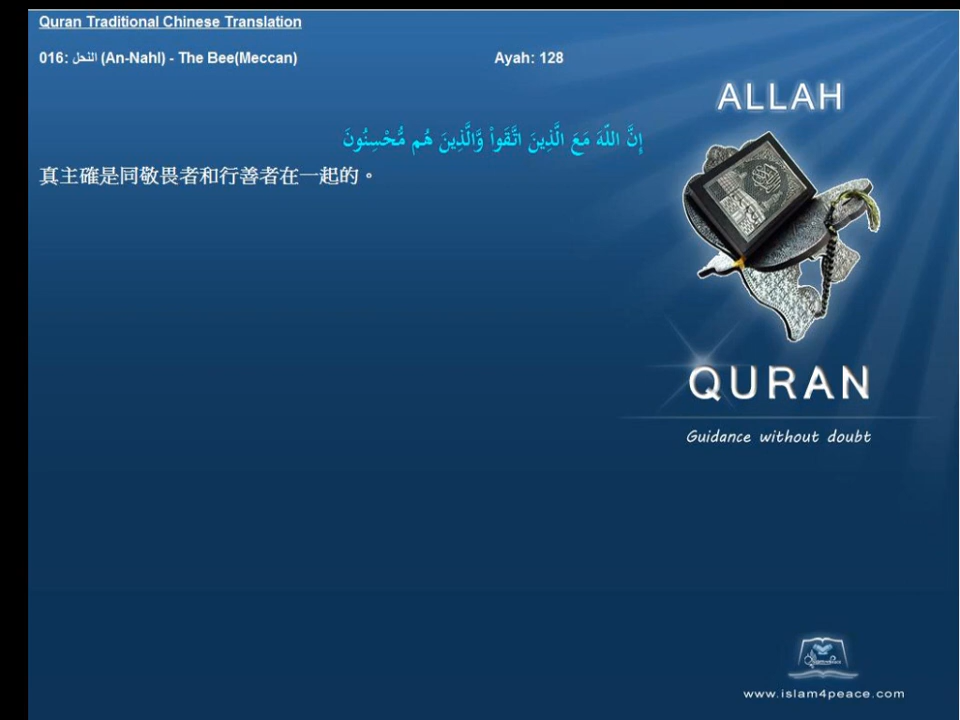 Quran Traditional Chinese Translation
016: النحل (An-Nahl) - The Bee(Meccan)
Ayah: 128
إِنَّ اللّهَ مَعَ الَّذِينَ اتَّقَواْ وَّالَّذِينَ هُم مُّحْسِنُونَ
真主確是同敬畏者和行善者在一起的。
ALLAH
QURAN
Guidance without doubt
www.islam4peace.com